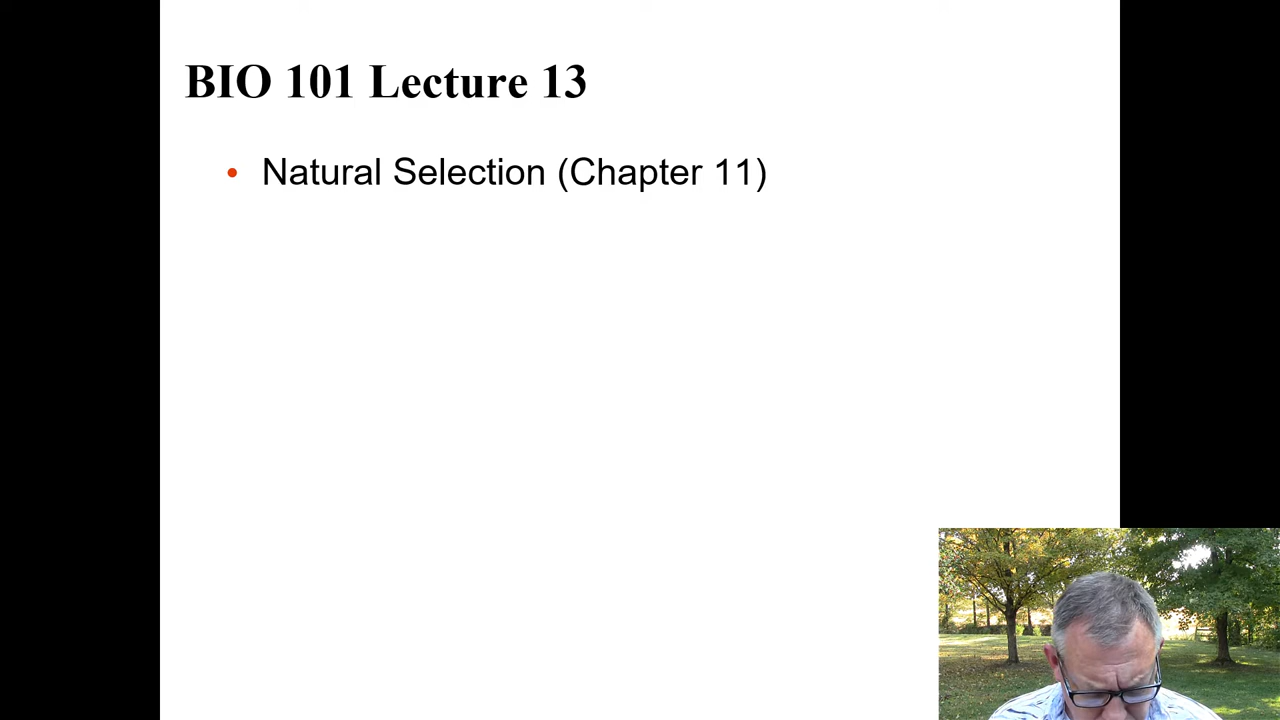 BIO 101 Lecture 13
• Natural Selection (Chapter 11)